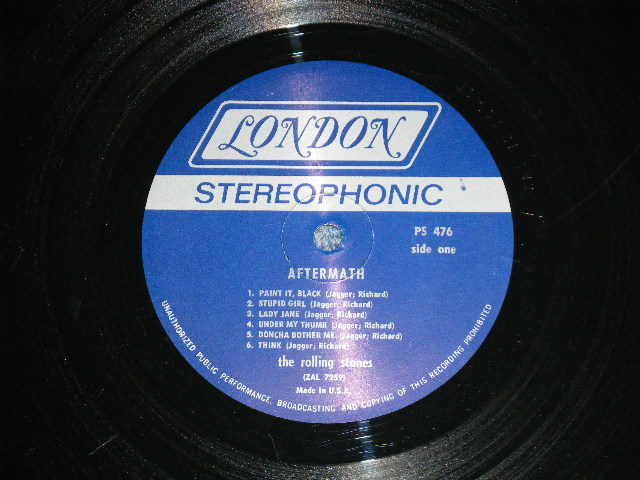 LONDON
STEREOPHONIC
PS 476
side one
AFTERMATH
1. PAINT IT, BLACK (Jagger; Richard)
2. STUPID GIRL (Jagger; Richard)
3. LADY JANE (Jagger, Richard)
4. UNDER MY THUMB (Jagger; Richard)
5. DONCHA BOTHER ME (Jagger; Richard)
6. THINK (Jagger; Richard)
the rolling stones
(ZAL 7259)
Made In U.S.A.
UNAUTHORIZED PUBLIC PERFORMANCE, BROADCASTING AND COPYING OF THIS RECORDING PROHIBITED